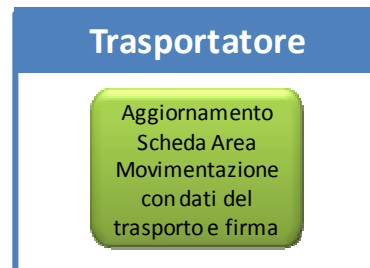 Trasportatore
Aggiornamento
Scheda Area
Movimentazione
con dati del
trasporto e firma